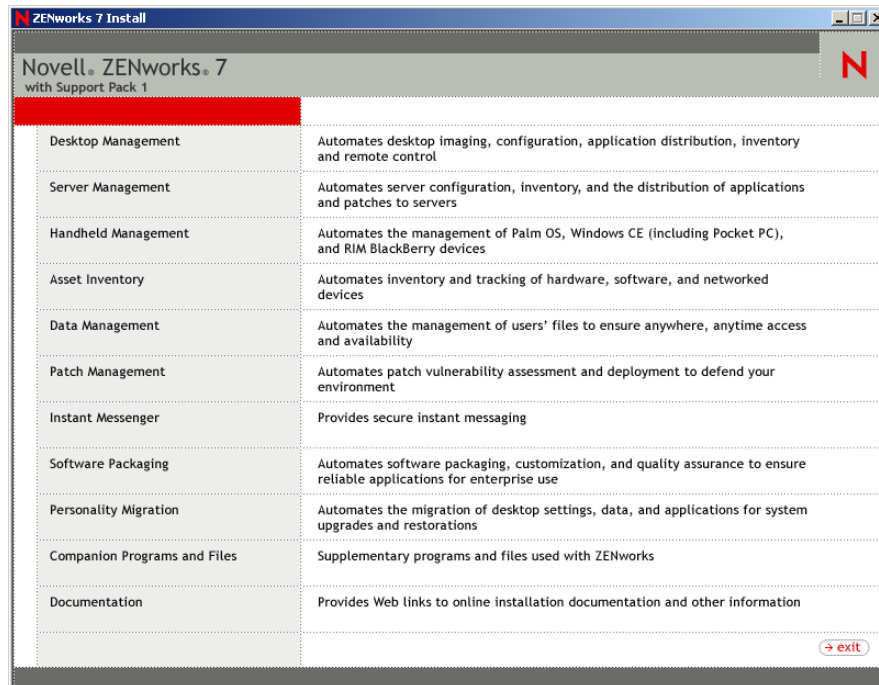 ZENworks 7 Install
Novell® ZENworks® 7
with Support Pack 1
N
Desktop Management
Automates desktop imaging, configuration, application distribution, inventory
and remote control
Server Management
Automates server configuration, inventory, and the distribution of applications
and patches to servers
Handheld Management
Automates the management of Palm OS, Windows CE (including Pocket PC),
and RIM BlackBerry devices
Asset Inventory
Automates inventory and tracking of hardware, software, and networked
devices
Data Management
Automates the management of users’ files to ensure anywhere, anytime access
and availability
Patch Management
Automates patch vulnerability assessment and deployment to defend your
environment
Instant Messenger
Provides secure instant messaging
Software Packaging
Automates software packaging, customization, and quality assurance to ensure
reliable applications for enterprise use
Personality Migration
Automates the migration of desktop settings, data, and applications for system
upgrades and restorations
Companion Programs and Files
Supplementary programs and files used with ZENworks
Documentation
Provides Web links to online installation documentation and other information
→ exit